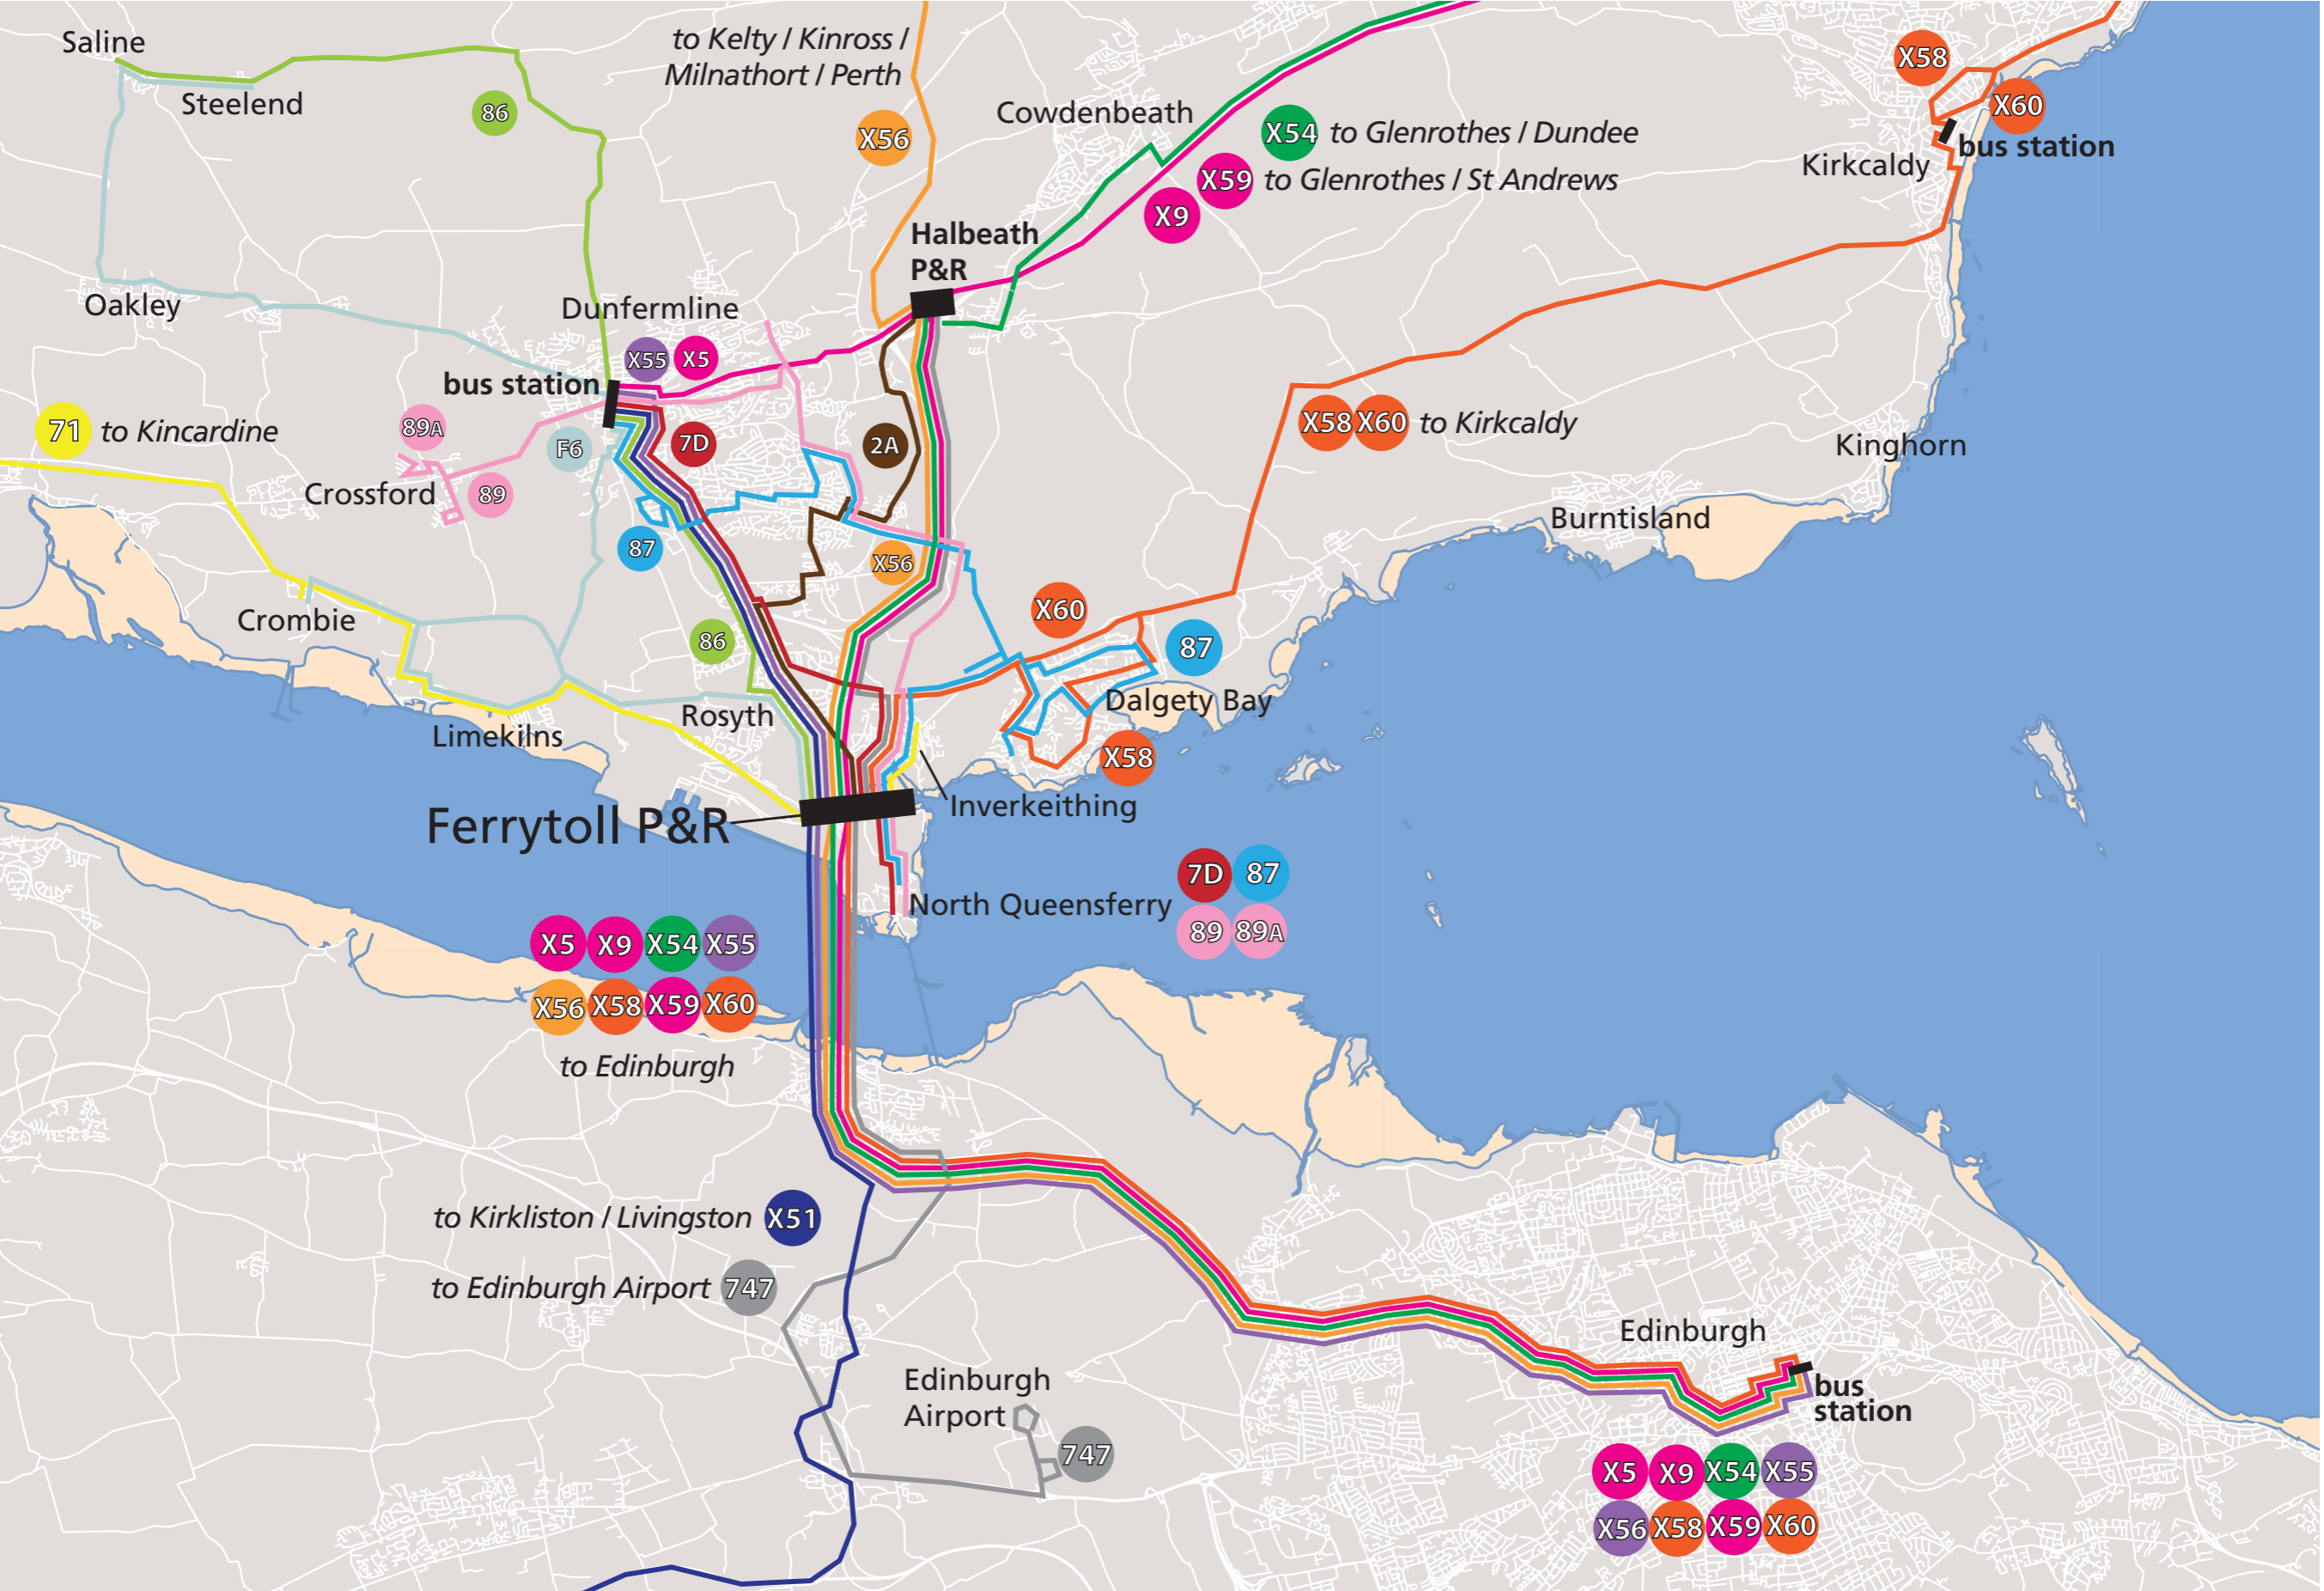 Saline
Steelend
86
to Kelty / Kinross /
Milnathort / Perth
X56
Cowdenbeath
X54 to Glenrothes / Dundee
X59 to Glenrothes / St Andrews
X9
X58
X60
bus station
Kirkcaldy
Halbeath
P&R
Oakley
Dunfermline
X55 X5
bus station
71 to Kincardine
89A
F6
7D
2A
X58 X60 to Kirkcaldy
Kinghorn
Crossford
89
87
X56
Burntisland
Crombie
X60
86
87
Rosyth
Dalgety Bay
Limekilns
X58
Ferrytoll P&R
Inverkeithing
7D 87
North Queensferry
89 89A
X5 X9 X54 X55
X56 X58 X59 X60
to Edinburgh
to Kirkliston / Livingston X51
to Edinburgh Airport 747
Edinburgh
Edinburgh
Airport
bus
station
747
X5 X9 X54 X55
X56 X58 X59 X60